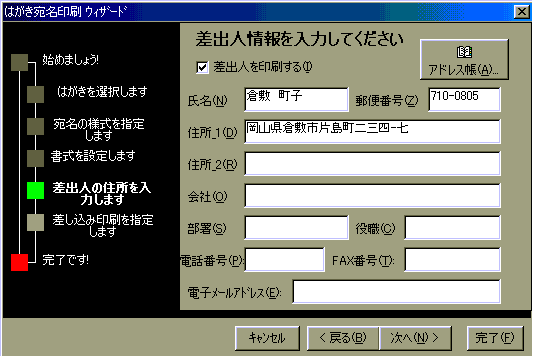 はがき宛名印刷 ウィザード
始めましょう!
はがきを選択します
宛名の様式を指定
します
書式を設定します
差出人の住所を入
力します
差し込み印刷を指定
します
完了です!
差出人情報を入力してください
差出人を印刷する(I)
アドレス帳(A)...
氏名(N) 倉敷 町子 郵便番号(Z) 710-0805
住所_1(D) 岡山県倉敷市片島町二三四-七
住所_2(R)
会社(O)
部署(S) 役職(C)
電話番号(P): FAX番号(T):
電子メールアドレス(E):
キャンセル < 戻る(B) 次へ(N) > 完了(F)